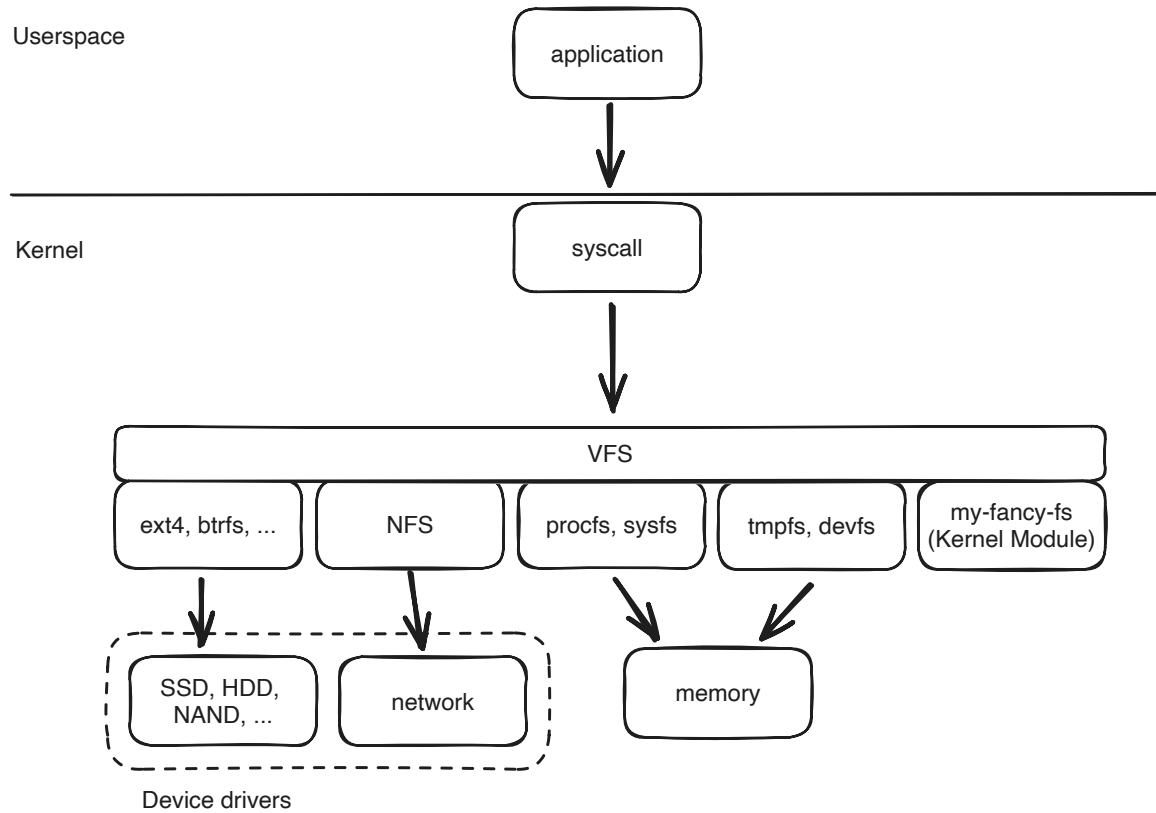 Userspace
application
Kernel
syscall
VFS
ext4, btrfs, ...
NFS
procfs, sysfs
tmpfs, devfs
my-fancy-fs
(Kernel Module)
SSD, HDD,
NAND, ...
network
memory
Device drivers